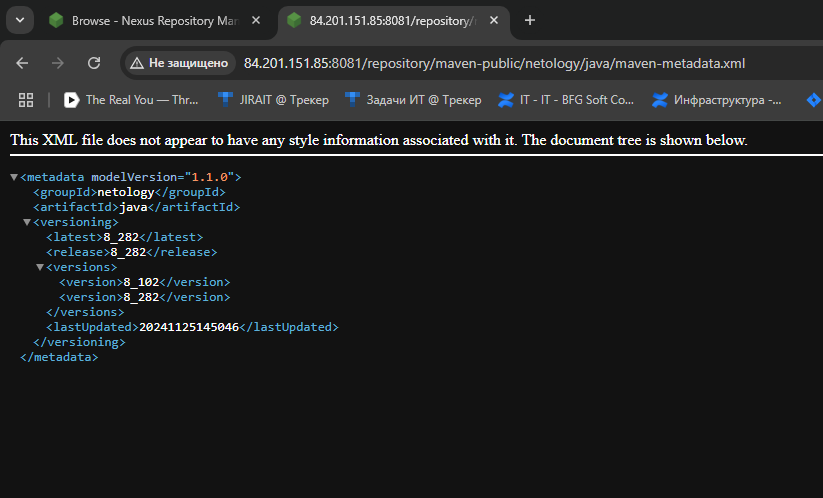 Browse - Nexus Repository Man
84.201.151.85:8081/repository/
Не защищено
84.201.151.85:8081/repository/maven-public/netology/java/maven-metadata.xml
The Real You — Thr...
JIRAIT @ Трекер
Задачи ИТ @ Трекер
IT - IT - BFG Soft Co...
Инфраструктура -...
This XML file does not appear to have any style information associated with it. The document tree is shown below.
<metadata modelVersion="1.1.0">
<groupId>netology</groupId>
<artifactId>java</artifactId>
<versioning>
<latest>8_282</latest>
<release>8_282</release>
<versions>
<version>8_102</version>
<version>8_282</version>
</versions>
<lastUpdated>20241125145046</lastUpdated>
</versioning>
</metadata>